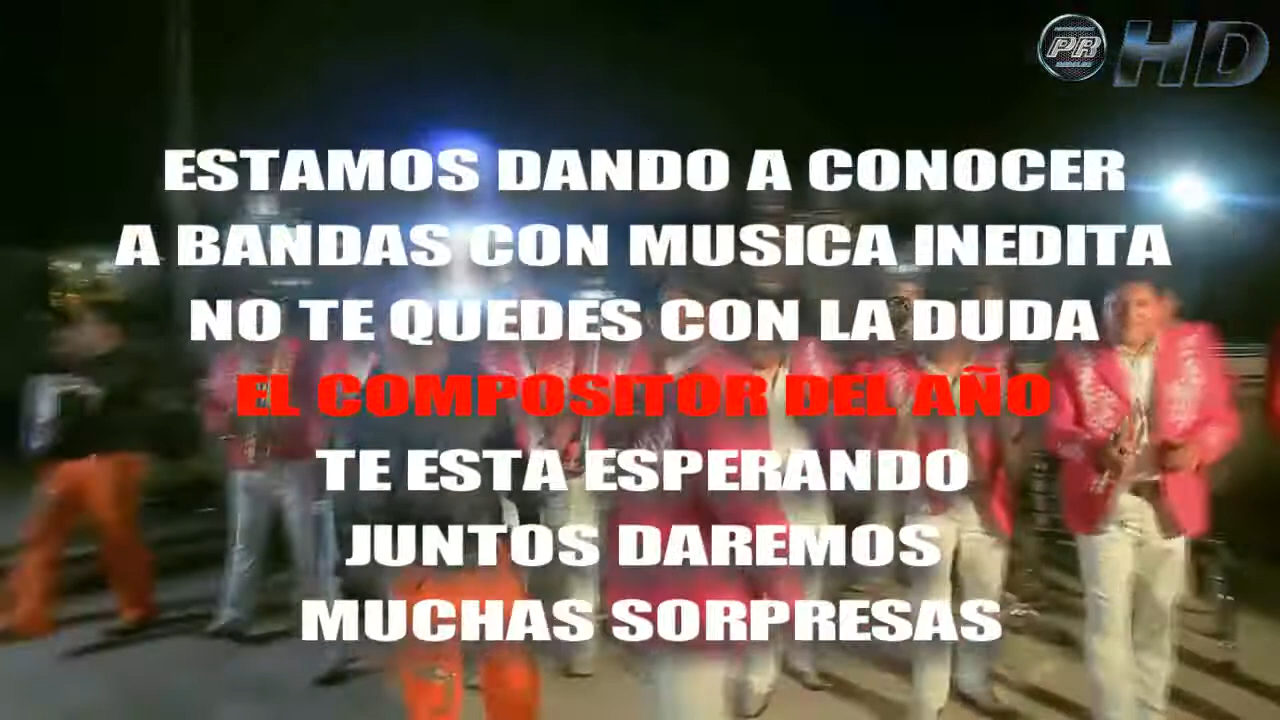 PR HD
ESTAMOS DANDO A CONOCER
A BANDAS CON MUSICA INEDITA
NO TE QUEDES CON LA DUDA
EL COMPOSITOR DEL AÑO
TE ESTA ESPERANDO
JUNTOS DAREMOS
MUCHAS SORPRESAS